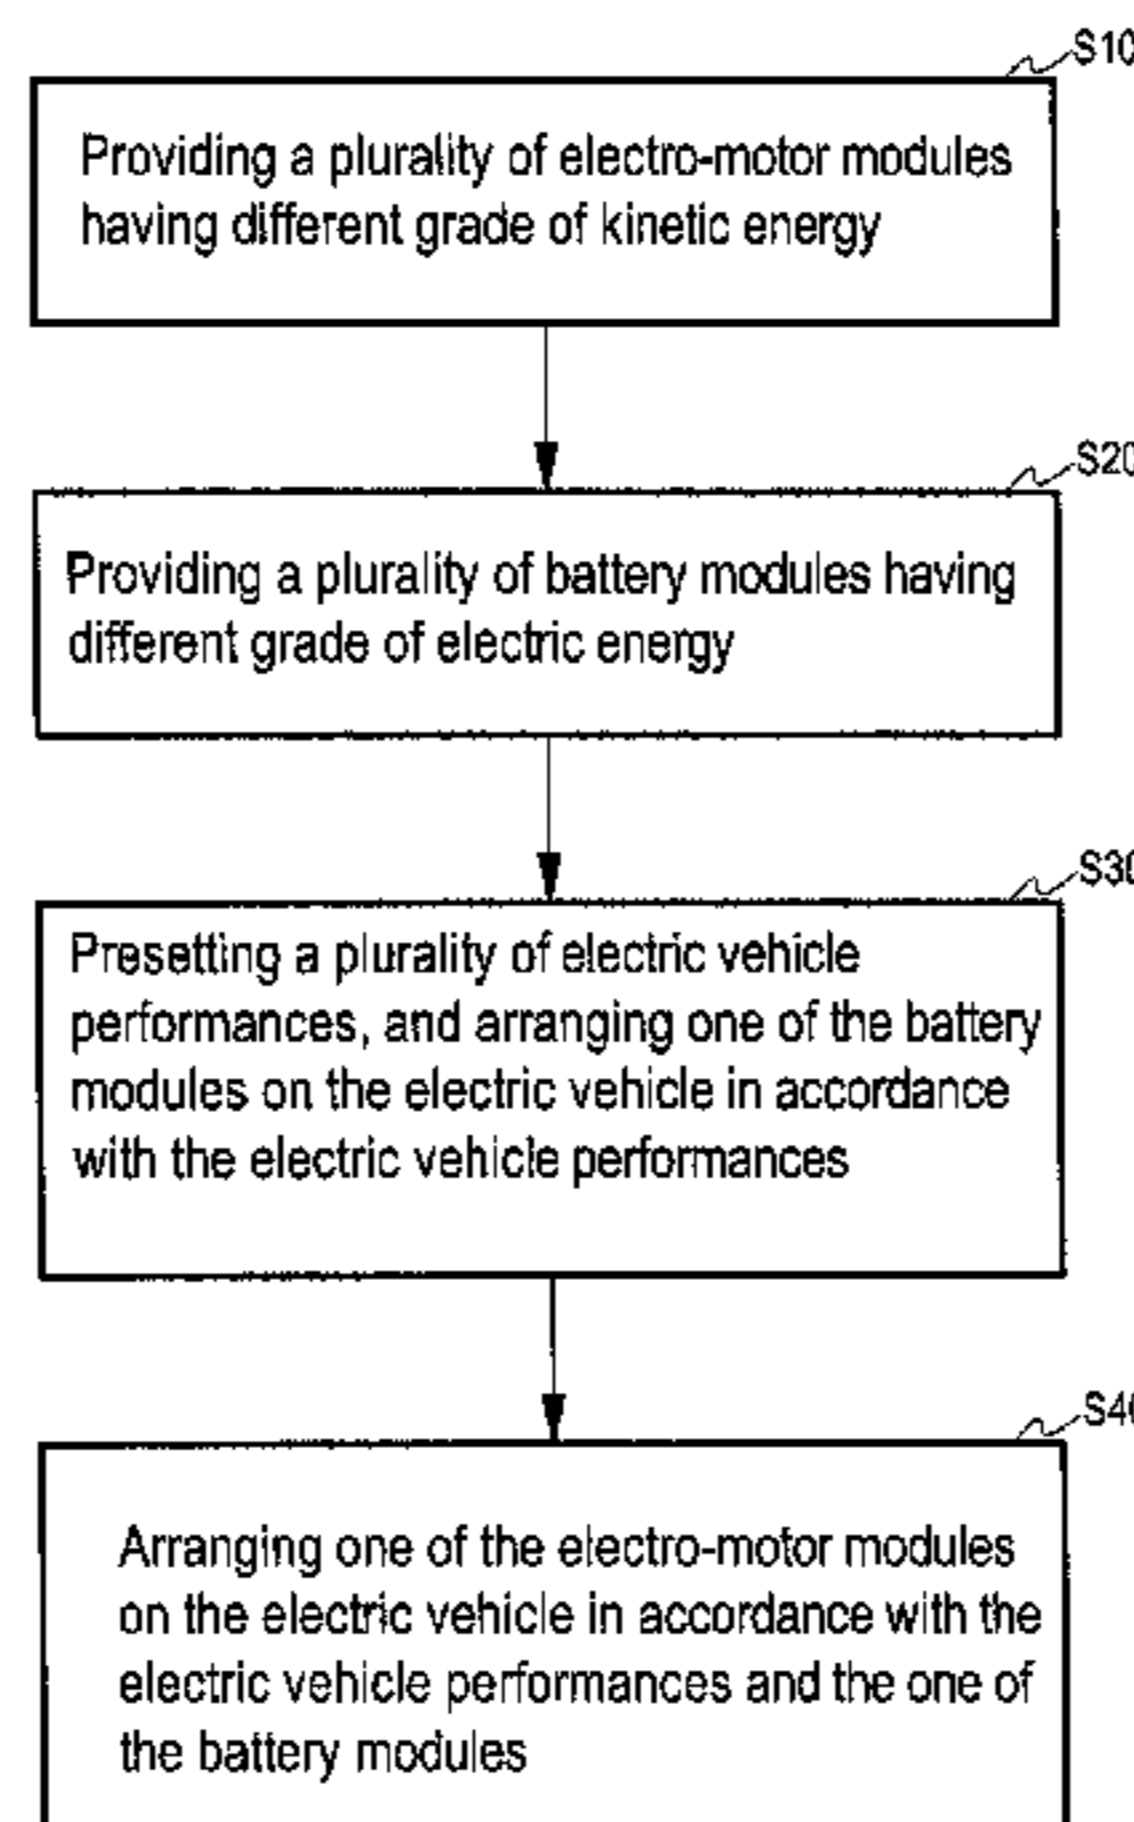 S10
Providing a plurality of electro-motor modules
having different grade of kinetic energy
S20
Providing a plurality of battery modules having
different grade of electric energy
S30
Presetting a plurality of electric vehicle
performances, and arranging one of the battery
modules on the electric vehicle in accordance
with the electric vehicle performances
S40
Arranging one of the electro-motor modules
on the electric vehicle in accordance with the
electric vehicle performances and the one of
the battery modules